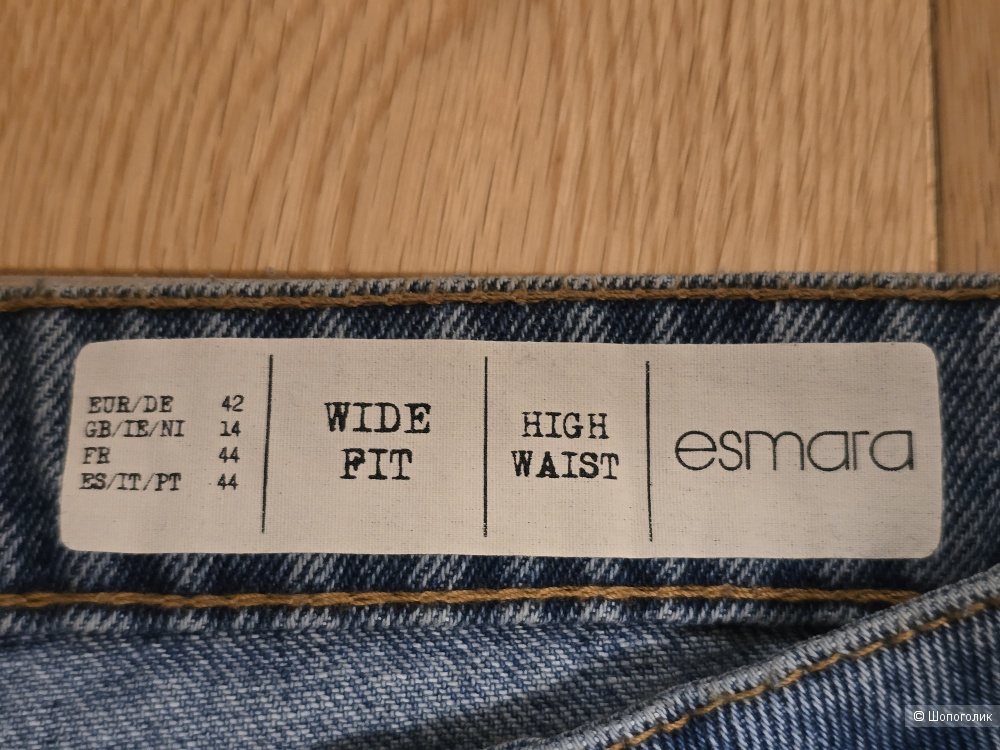 EUR/DE 42
GB/IE/NI 14
FR 44
ES/IT/PT 44
WIDE
FIT
HIGH
WAIST
esmara
© Шопоголик